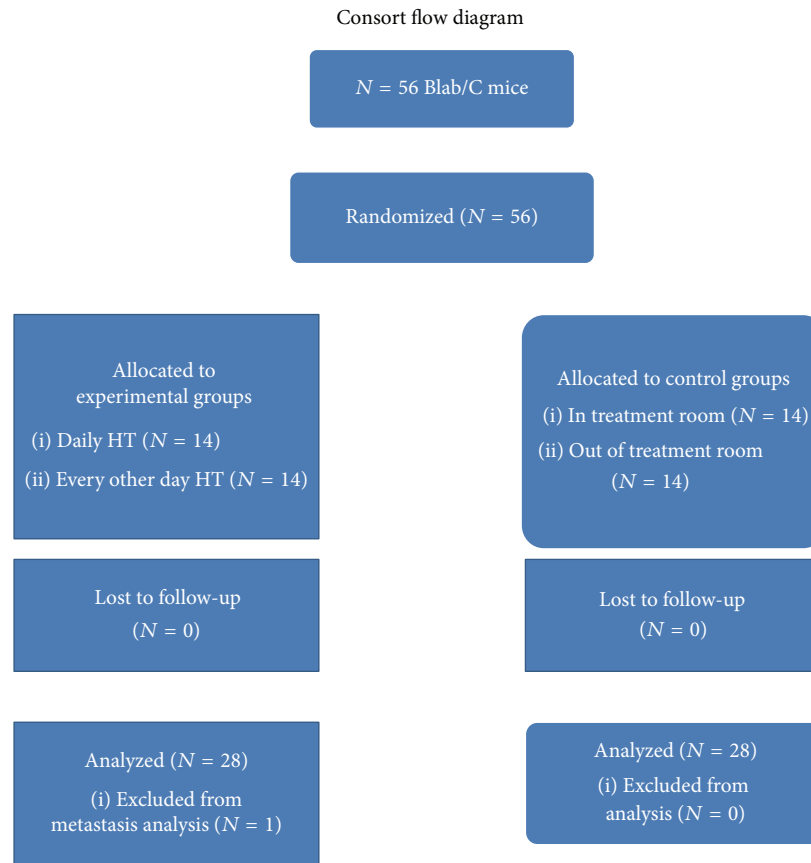 Consort flow diagram
N = 56 Blab/C mice
Randomized (N = 56)
Allocated to
experimental groups
(i) Daily HT (N = 14)
(ii) Every other day HT (N = 14)
Allocated to control groups
(i) In treatment room (N = 14)
(ii) Out of treatment room
(N = 14)
Lost to follow-up
(N = 0)
Lost to follow-up
(N = 0)
Analyzed (N = 28)
(i) Excluded from
metastasis analysis (N = 1)
Analyzed (N = 28)
(i) Excluded from
analysis (N = 0)